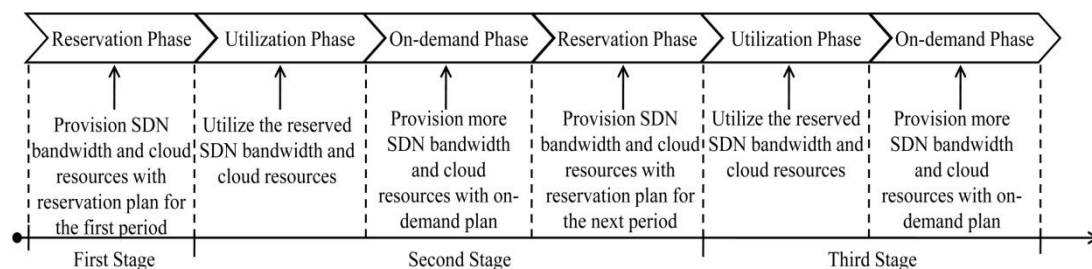 Reservation Phase
Utilization Phase
On-demand Phase
Reservation Phase
Utilization Phase
On-demand Phase
Provision SDN
bandwidth and cloud
resources with
reservation plan for
the first period
Utilize the reserved
SDN bandwidth and
cloud resources
Provision more
SDN bandwidth
and cloud
resources with on-
demand plan
Provision SDN
bandwidth and cloud
resources with
reservation plan for
the next period
Utilize the reserved
SDN bandwidth and
cloud resources
Provision more
SDN bandwidth
and cloud
resources with on-
demand plan
First Stage
Second Stage
Third Stage